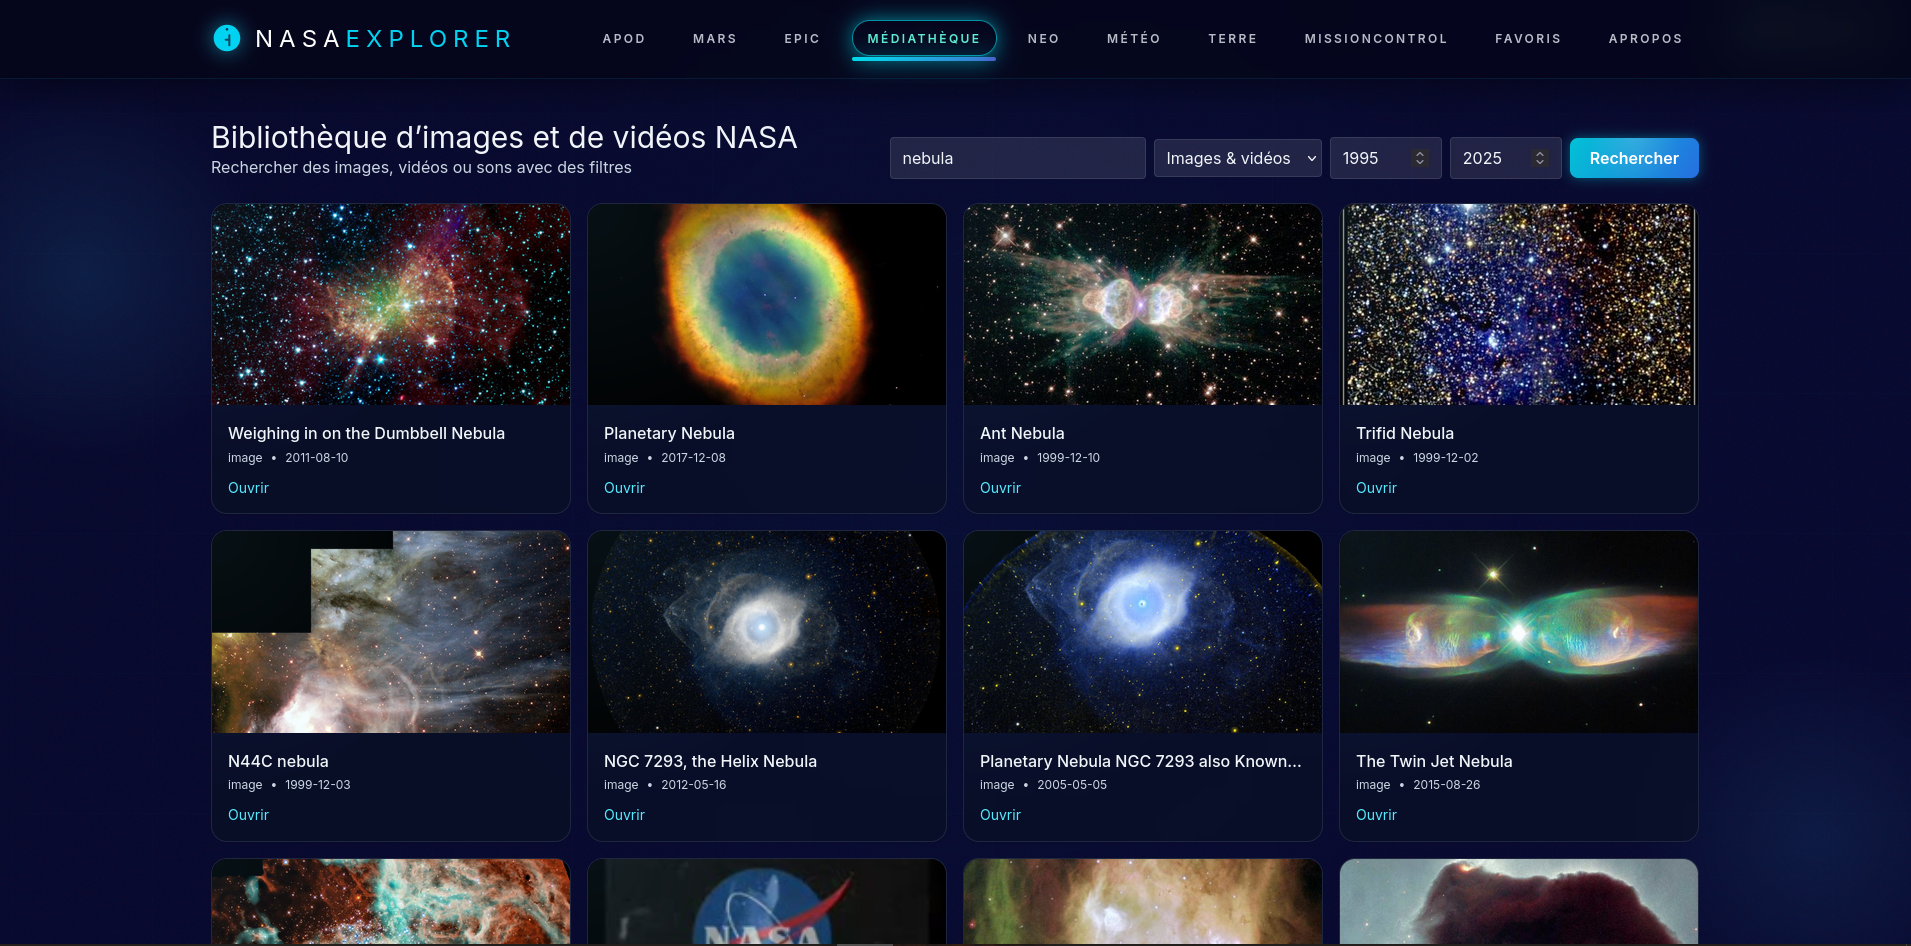 NASAEXPLORER
APOD MARS EPIC MÉDIATHÈQUE NEO MÉTÉO TERRE MISSIONCONTROL FAVORIS APROPOS
Bibliothèque d’images et de vidéos NASA
Rechercher des images, vidéos ou sons avec des filtres
nebula Images & vidéos 1995 2025 Rechercher
Weighing in on the Dumbbell Nebula
image • 2011-08-10
Ouvrir
Planetary Nebula
image • 2017-12-08
Ouvrir
Ant Nebula
image • 1999-12-10
Ouvrir
Trifid Nebula
image • 1999-12-02
Ouvrir
N44C nebula
image • 1999-12-03
Ouvrir
NGC 7293, the Helix Nebula
image • 2012-05-16
Ouvrir
Planetary Nebula NGC 7293 also Known...
image • 2005-05-05
Ouvrir
The Twin Jet Nebula
image • 2015-08-26
Ouvrir
NASA